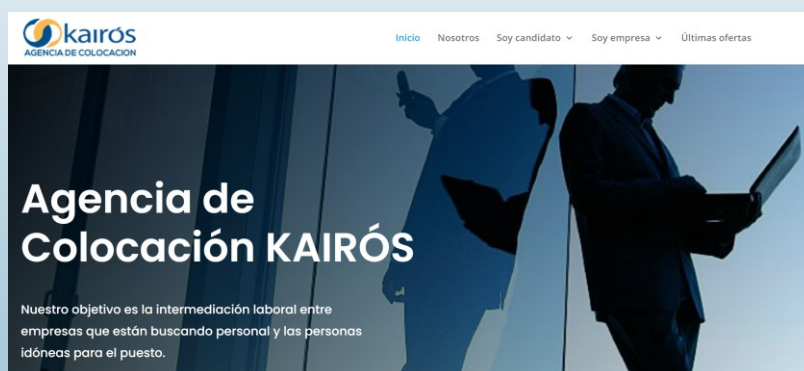 kairós
AGENCIA DE COLOCACION
Inicio Nosotros Soy candidato Soy empresa Últimas ofertas
Agencia de
Colocación KAIRÓS
Nuestro objetivo es la intermediación laboral entre
empresas que están buscando personal y las personas
idóneas para el puesto.